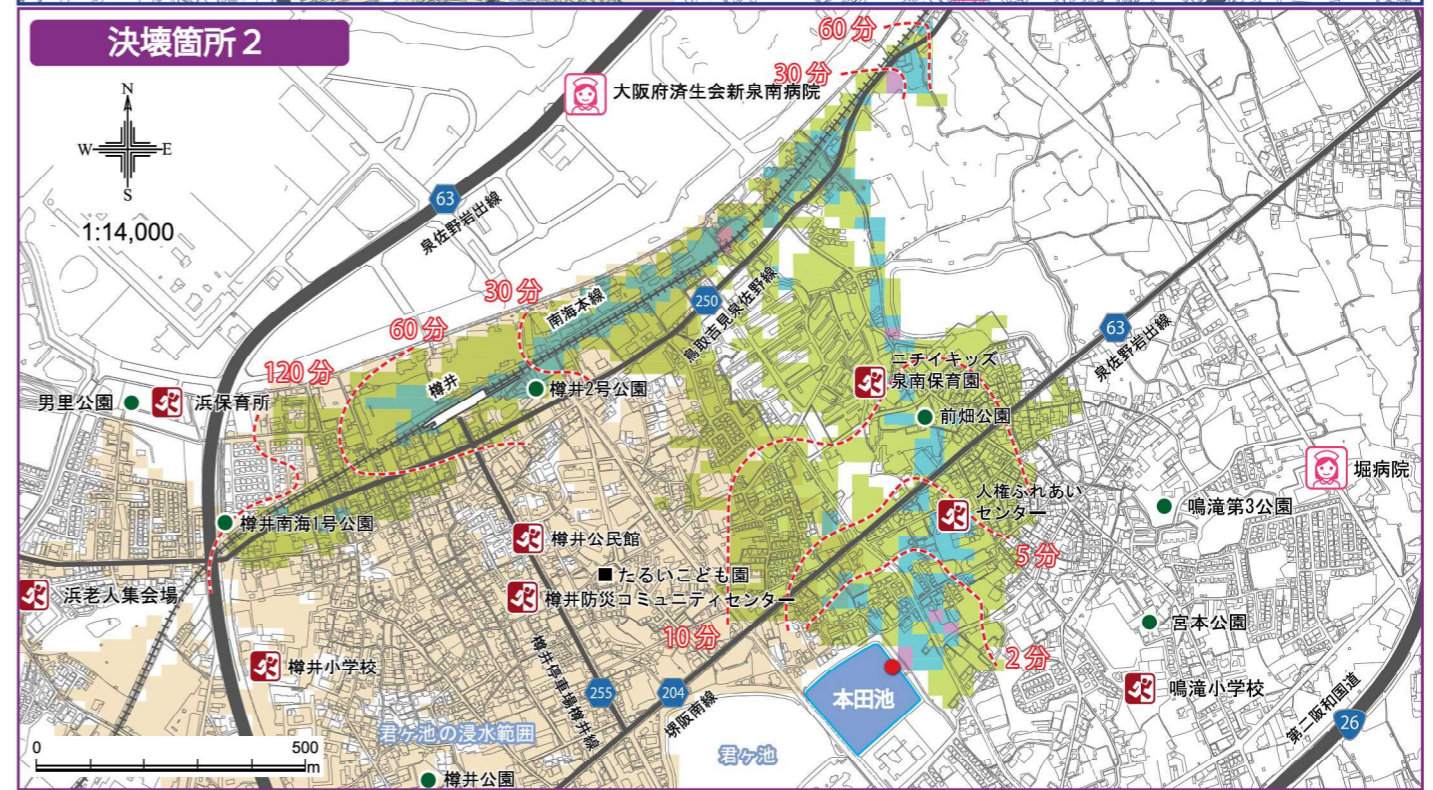 決壊箇所2
60分
30分
大阪府済生会新泉南病院
N
W
E
S
1:14,000
63
泉佐野岩出線
30分
南海本線
60分
250
鳥取吉見泉佐野線
63
泉佐野岩出線
120分
樽井
ニチイキッズ
泉南保育園
男里公園
浜保育所
樽井2号公園
前畑公園
堀病院
人権ふれあい
センター
鳴滝第3公園
樽井南海1号公園
樽井公民館
5分
たるいこども園
浜老人集会場
樽井防災コミュニティセンター
宮本公園
10分
2分
樽井小学校
樽井停車場樽井線
255
204
堺阪南線
本田池
鳴滝小学校
第二阪和国道
26
君ヶ池の浸水範囲
君ヶ池
0
500
m
樽井公園